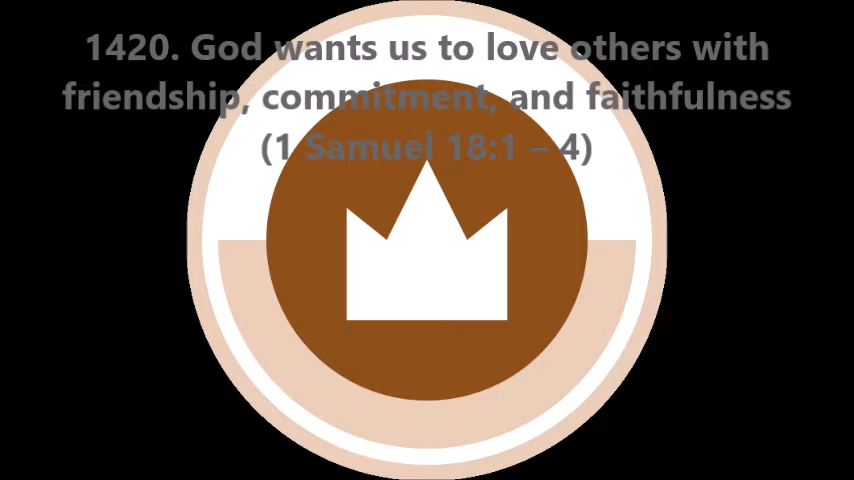 1420. God wants us to love others with
friendship, commitment, and faithfulness
(1 Samuel 18:1 – 4)